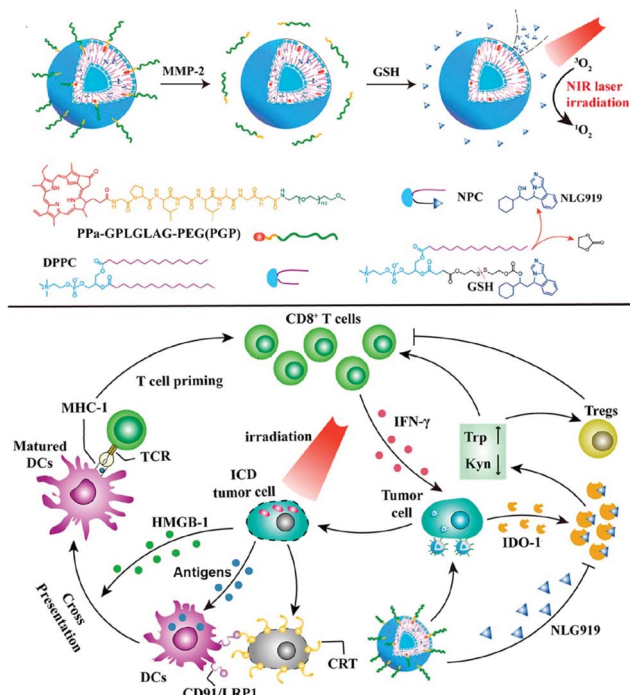 MMP-2
GSH
³O₂
NIR laser
irradiation
¹O₂
PPa-GPLGLAG-PEG(PGP)
NPC
NLG919
DPPC
GSH
CD8⁺ T cells
T cell priming
MHC-1
TCR
Matured
DCs
irradiation
IFN-γ
Trp
Kyn
Tregs
ICD
tumor cell
Tumor
cell
IDO-1
HMGB-1
Antigens
Cross
Presentation
DCs
CD91/LRP1
CRT
NLG919